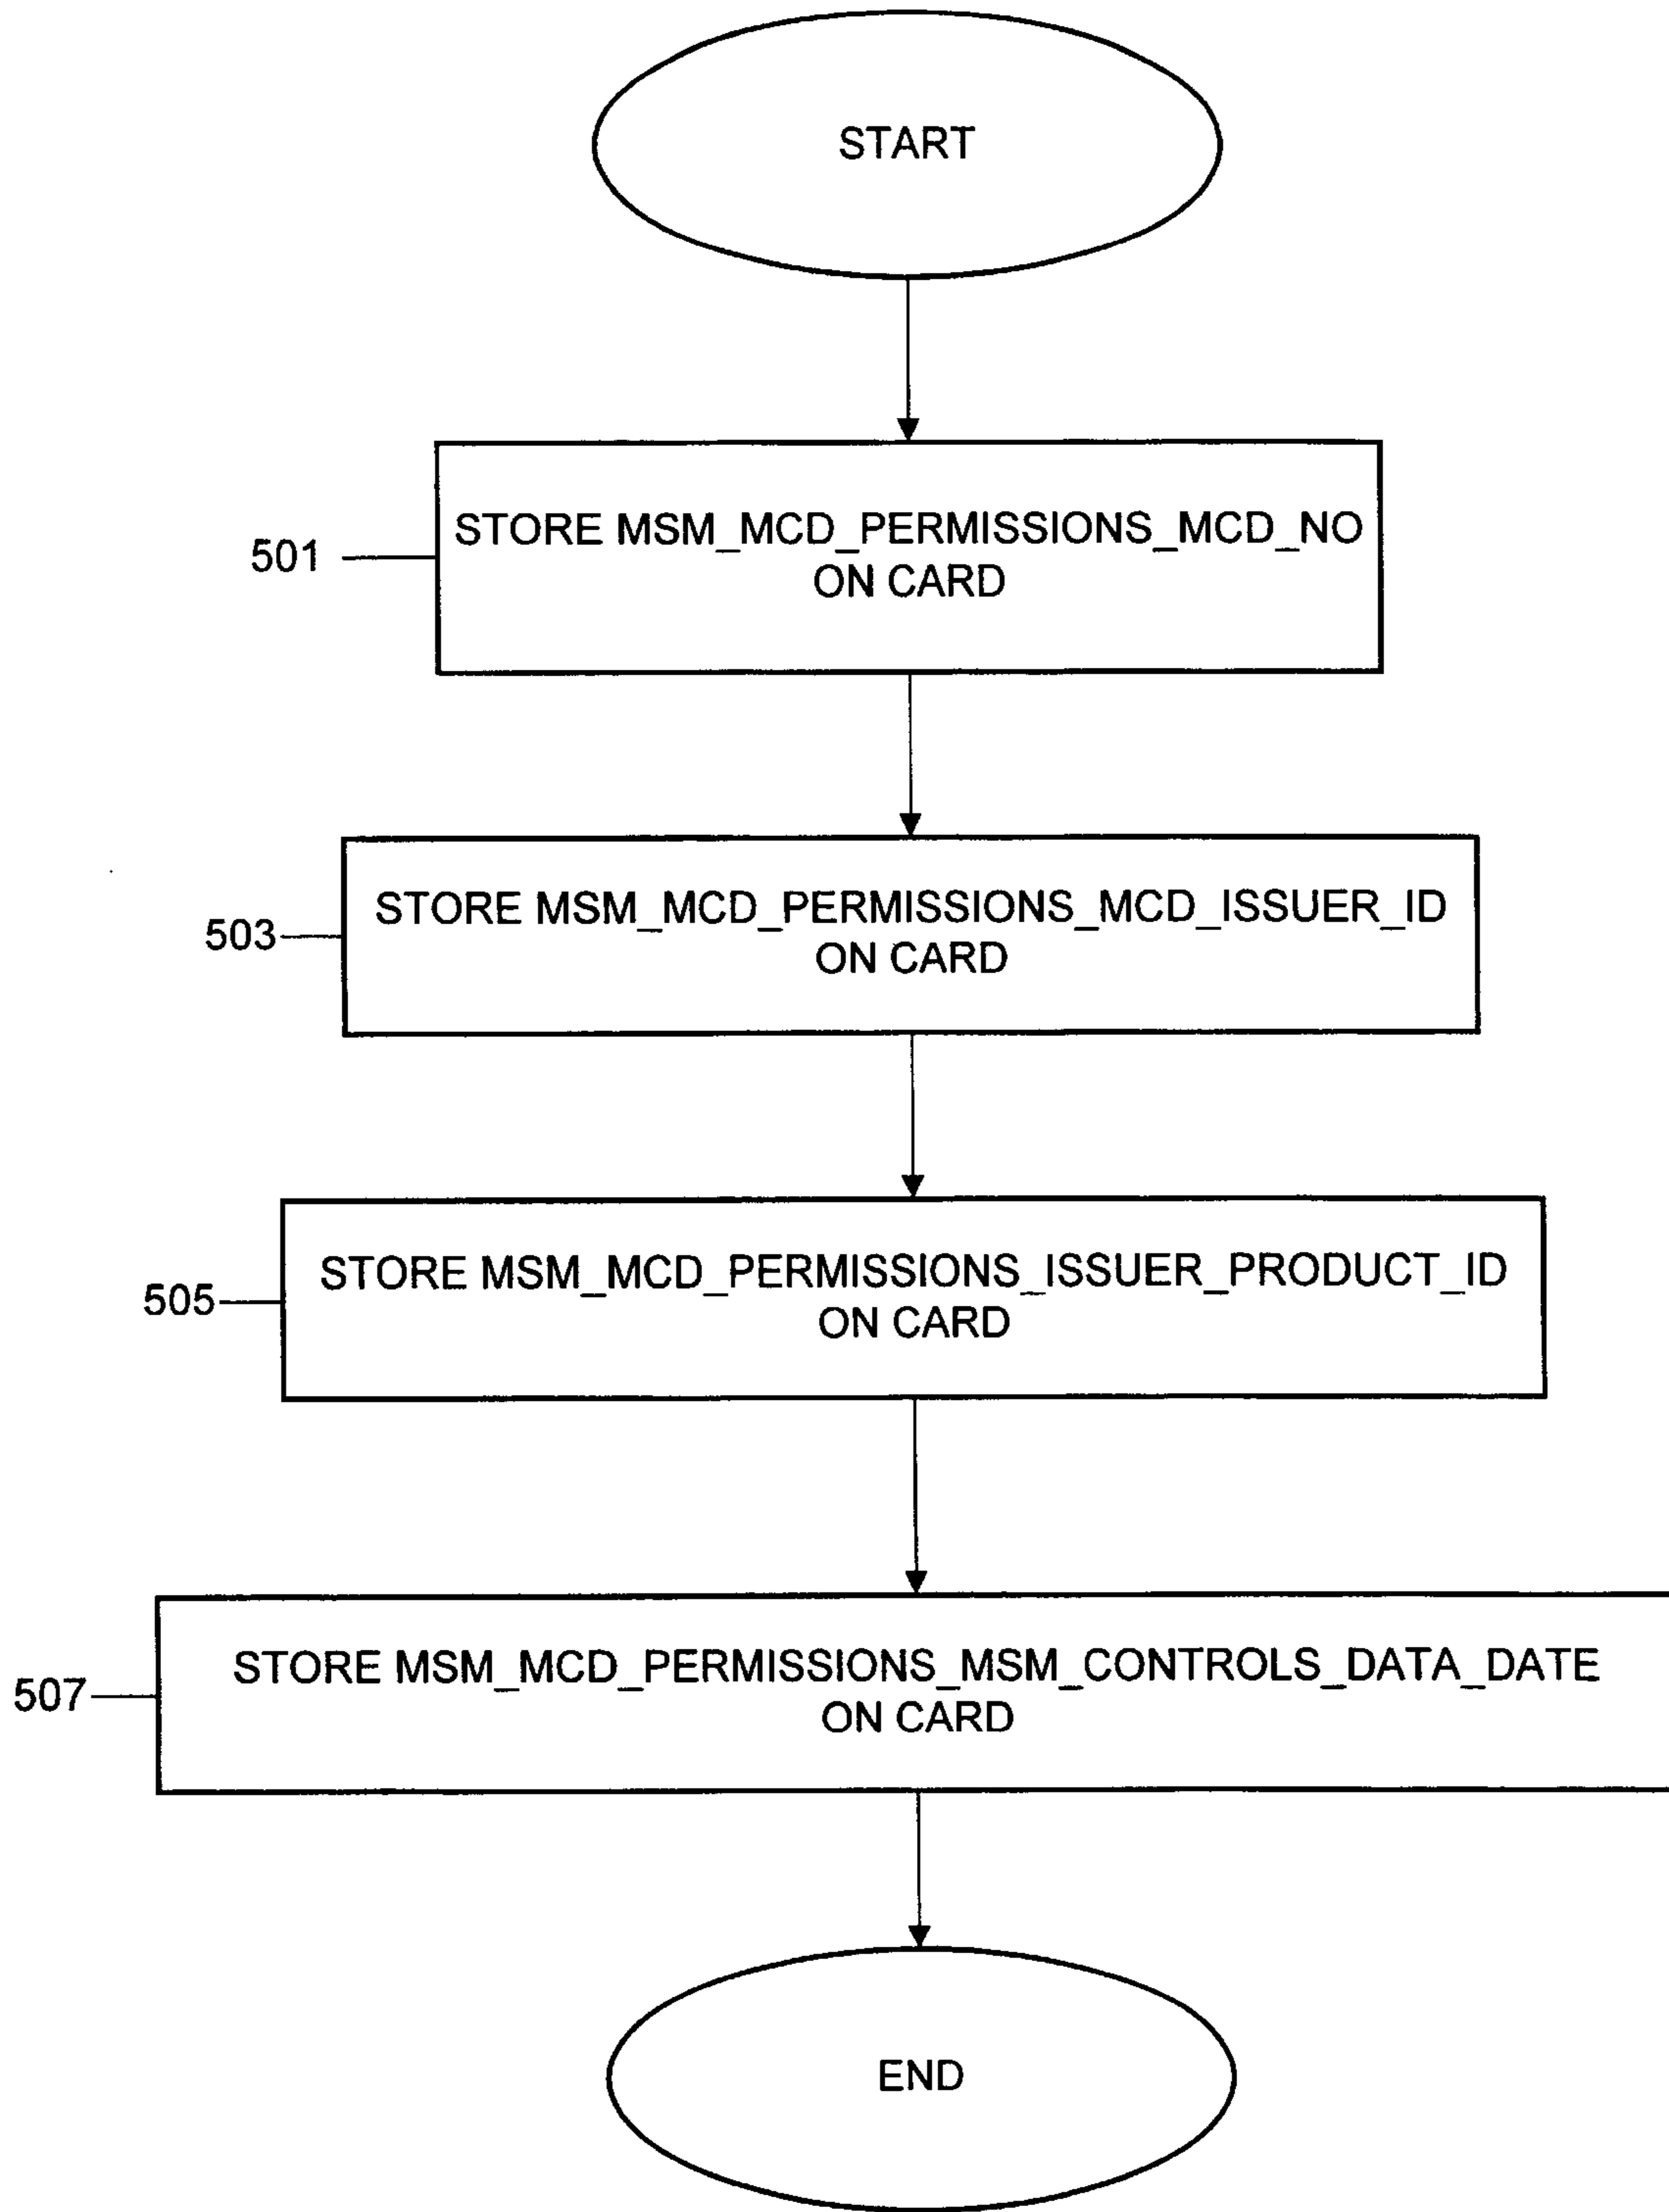 START
STORE MSM_MCD_PERMISSIONS_MCD_NO
ON CARD
501
STORE MSM_MCD_PERMISSIONS_MCD_ISSUER_ID
ON CARD
503
STORE MSM_MCD_PERMISSIONS_ISSUER_PRODUCT_ID
ON CARD
505
STORE MSM_MCD_PERMISSIONS_MSM_CONTROLS_DATA_DATE
ON CARD
507
END